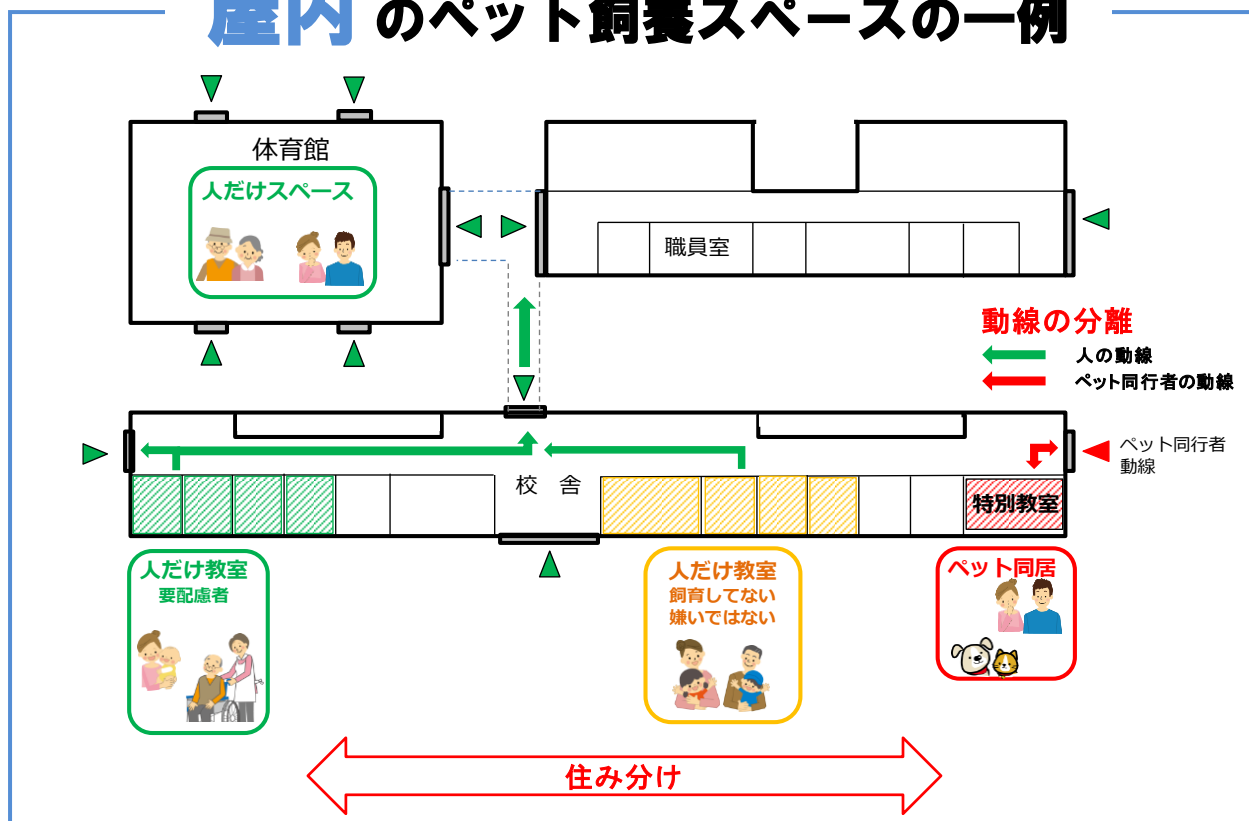 屋内 のペット飼養スペースの一例
体育館
人だけスペース
職員室
動線の分離
人の動線
ペット同行者の動線
ペット同行者
動線
校 舎
特別教室
人だけ教室
要配慮者
人だけ教室
飼育してない
嫌いではない
ペット同居
住み分け